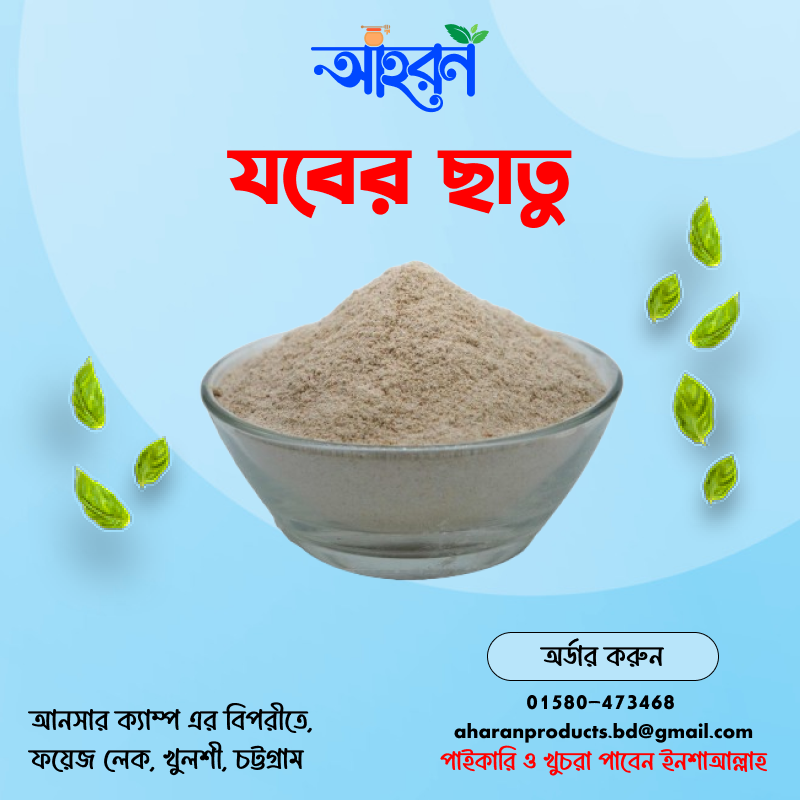 আহরন
যবের ছাতু
অর্ডার করুন
01580-473468
aharanproducts.bd@gmail.com
পাইকারি ও খুচরা পাবেন ইনশাআল্লাহ
আনসার ক্যাম্প এর বিপরীতে,
ফয়েজ লেক, খুলশী, চট্টগ্রাম